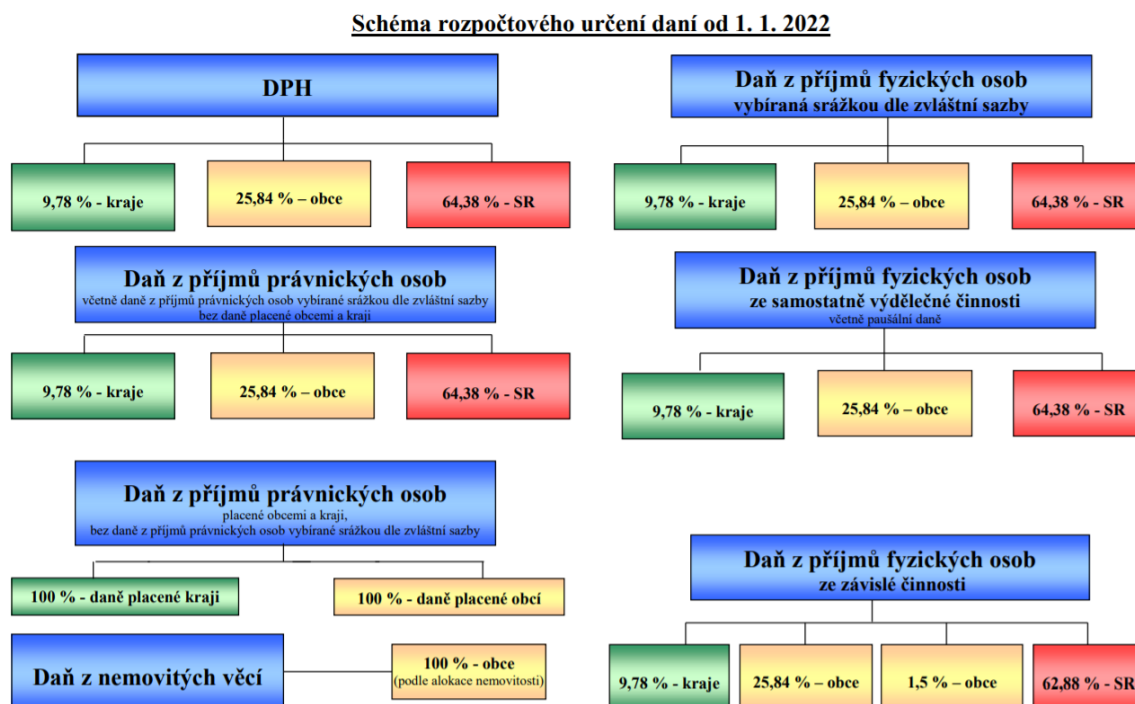 Schéma rozpočtového určení daní od 1. 1. 2022
DPH
9,78 % - kraje
25,84 % – obce
64,38 % - SR
Daň z příjmů fyzických osob
vybíraná srážkou dle zvláštní sazby
9,78 % - kraje
25,84 % – obce
64,38 % - SR
Daň z příjmů právnických osob
včetně daně z příjmů právnických osob vybírané srážkou dle zvláštní sazby
bez daně placené obcemi a kraji
9,78 % - kraje
25,84 % – obce
64,38 % - SR
Daň z příjmů fyzických osob
ze samostatně výdělečné činnosti
včetně paušální daně
9,78 % - kraje
25,84 % – obce
64,38 % - SR
Daň z příjmů právnických osob
placené obcemi a kraji,
bez daně z příjmů právnických osob vybírané srážkou dle zvláštní sazby
100 % - daně placené kraji
100 % - daně placené obcí
Daň z nemovitých věcí
100 % - obce
(podle alokace nemovitosti)
Daň z příjmů fyzických osob
ze závislé činnosti
9,78 % - kraje
25,84 % – obce
1,5 % – obce
62,88 % - SR